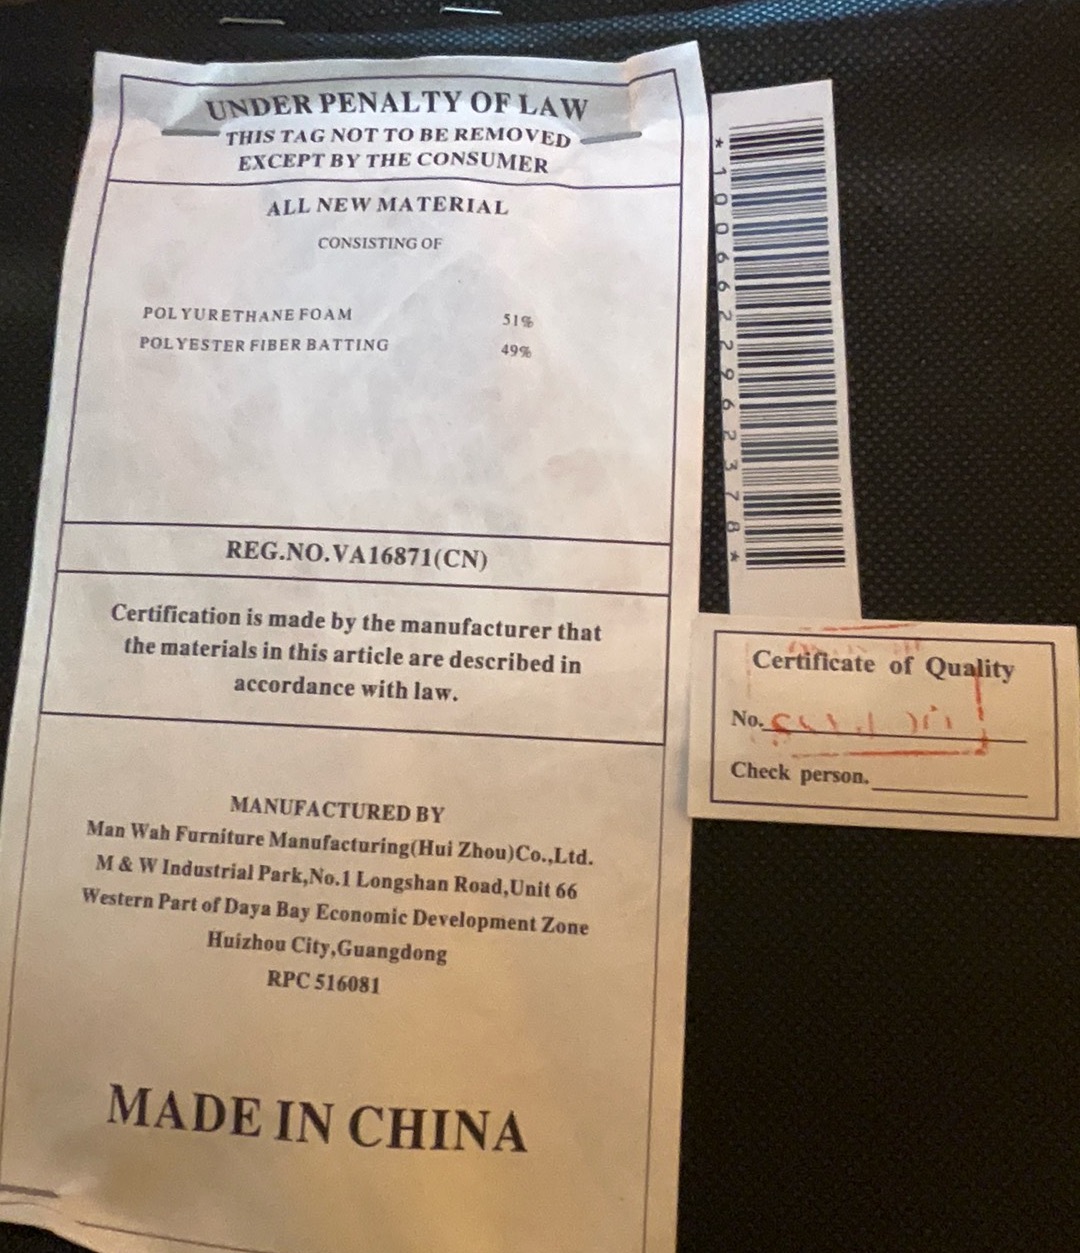 UNDER PENALTY OF LAW
THIS TAG NOT TO BE REMOVED
EXCEPT BY THE CONSUMER
ALL NEW MATERIAL
CONSISTING OF
POLYURETHANE FOAM 51%
POLYESTER FIBER BATTING 49%
REG.NO.VA16871(CN)
Certification is made by the manufacturer that
the materials in this article are described in
accordance with law.
MANUFACTURED BY
Man Wah Furniture Manufacturing(Hui Zhou)Co.,Ltd.
M & W Industrial Park,No.1 Longshan Road,Unit 66
Western Part of Daya Bay Economic Development Zone
Huizhou City,Guangdong
RPC 516081
MADE IN CHINA
*1006622962378*
Certificate of Quality
No.
Check person.